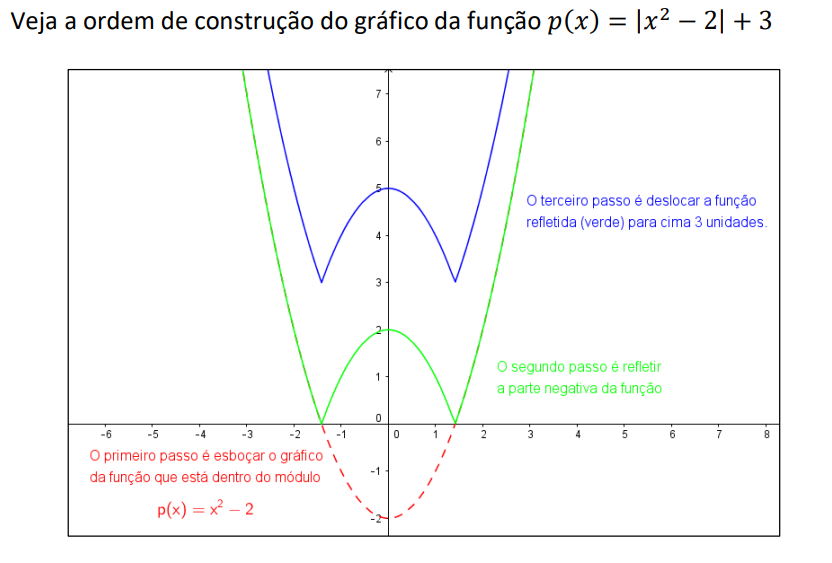 Veja a ordem de construção do gráfico da função p(x) = |x² − 2| + 3
7
6
5
O terceiro passo é deslocar a função
refletida (verde) para cima 3 unidades.
4
3
2
O segundo passo é refletir
a parte negativa da função
1
0
-6 -5 -4 -3 -2 -1 0 1 2 3 4 5 6 7 8
O primeiro passo é esboçar o gráfico
da função que está dentro do módulo
-1
p(x) = x² − 2
-2